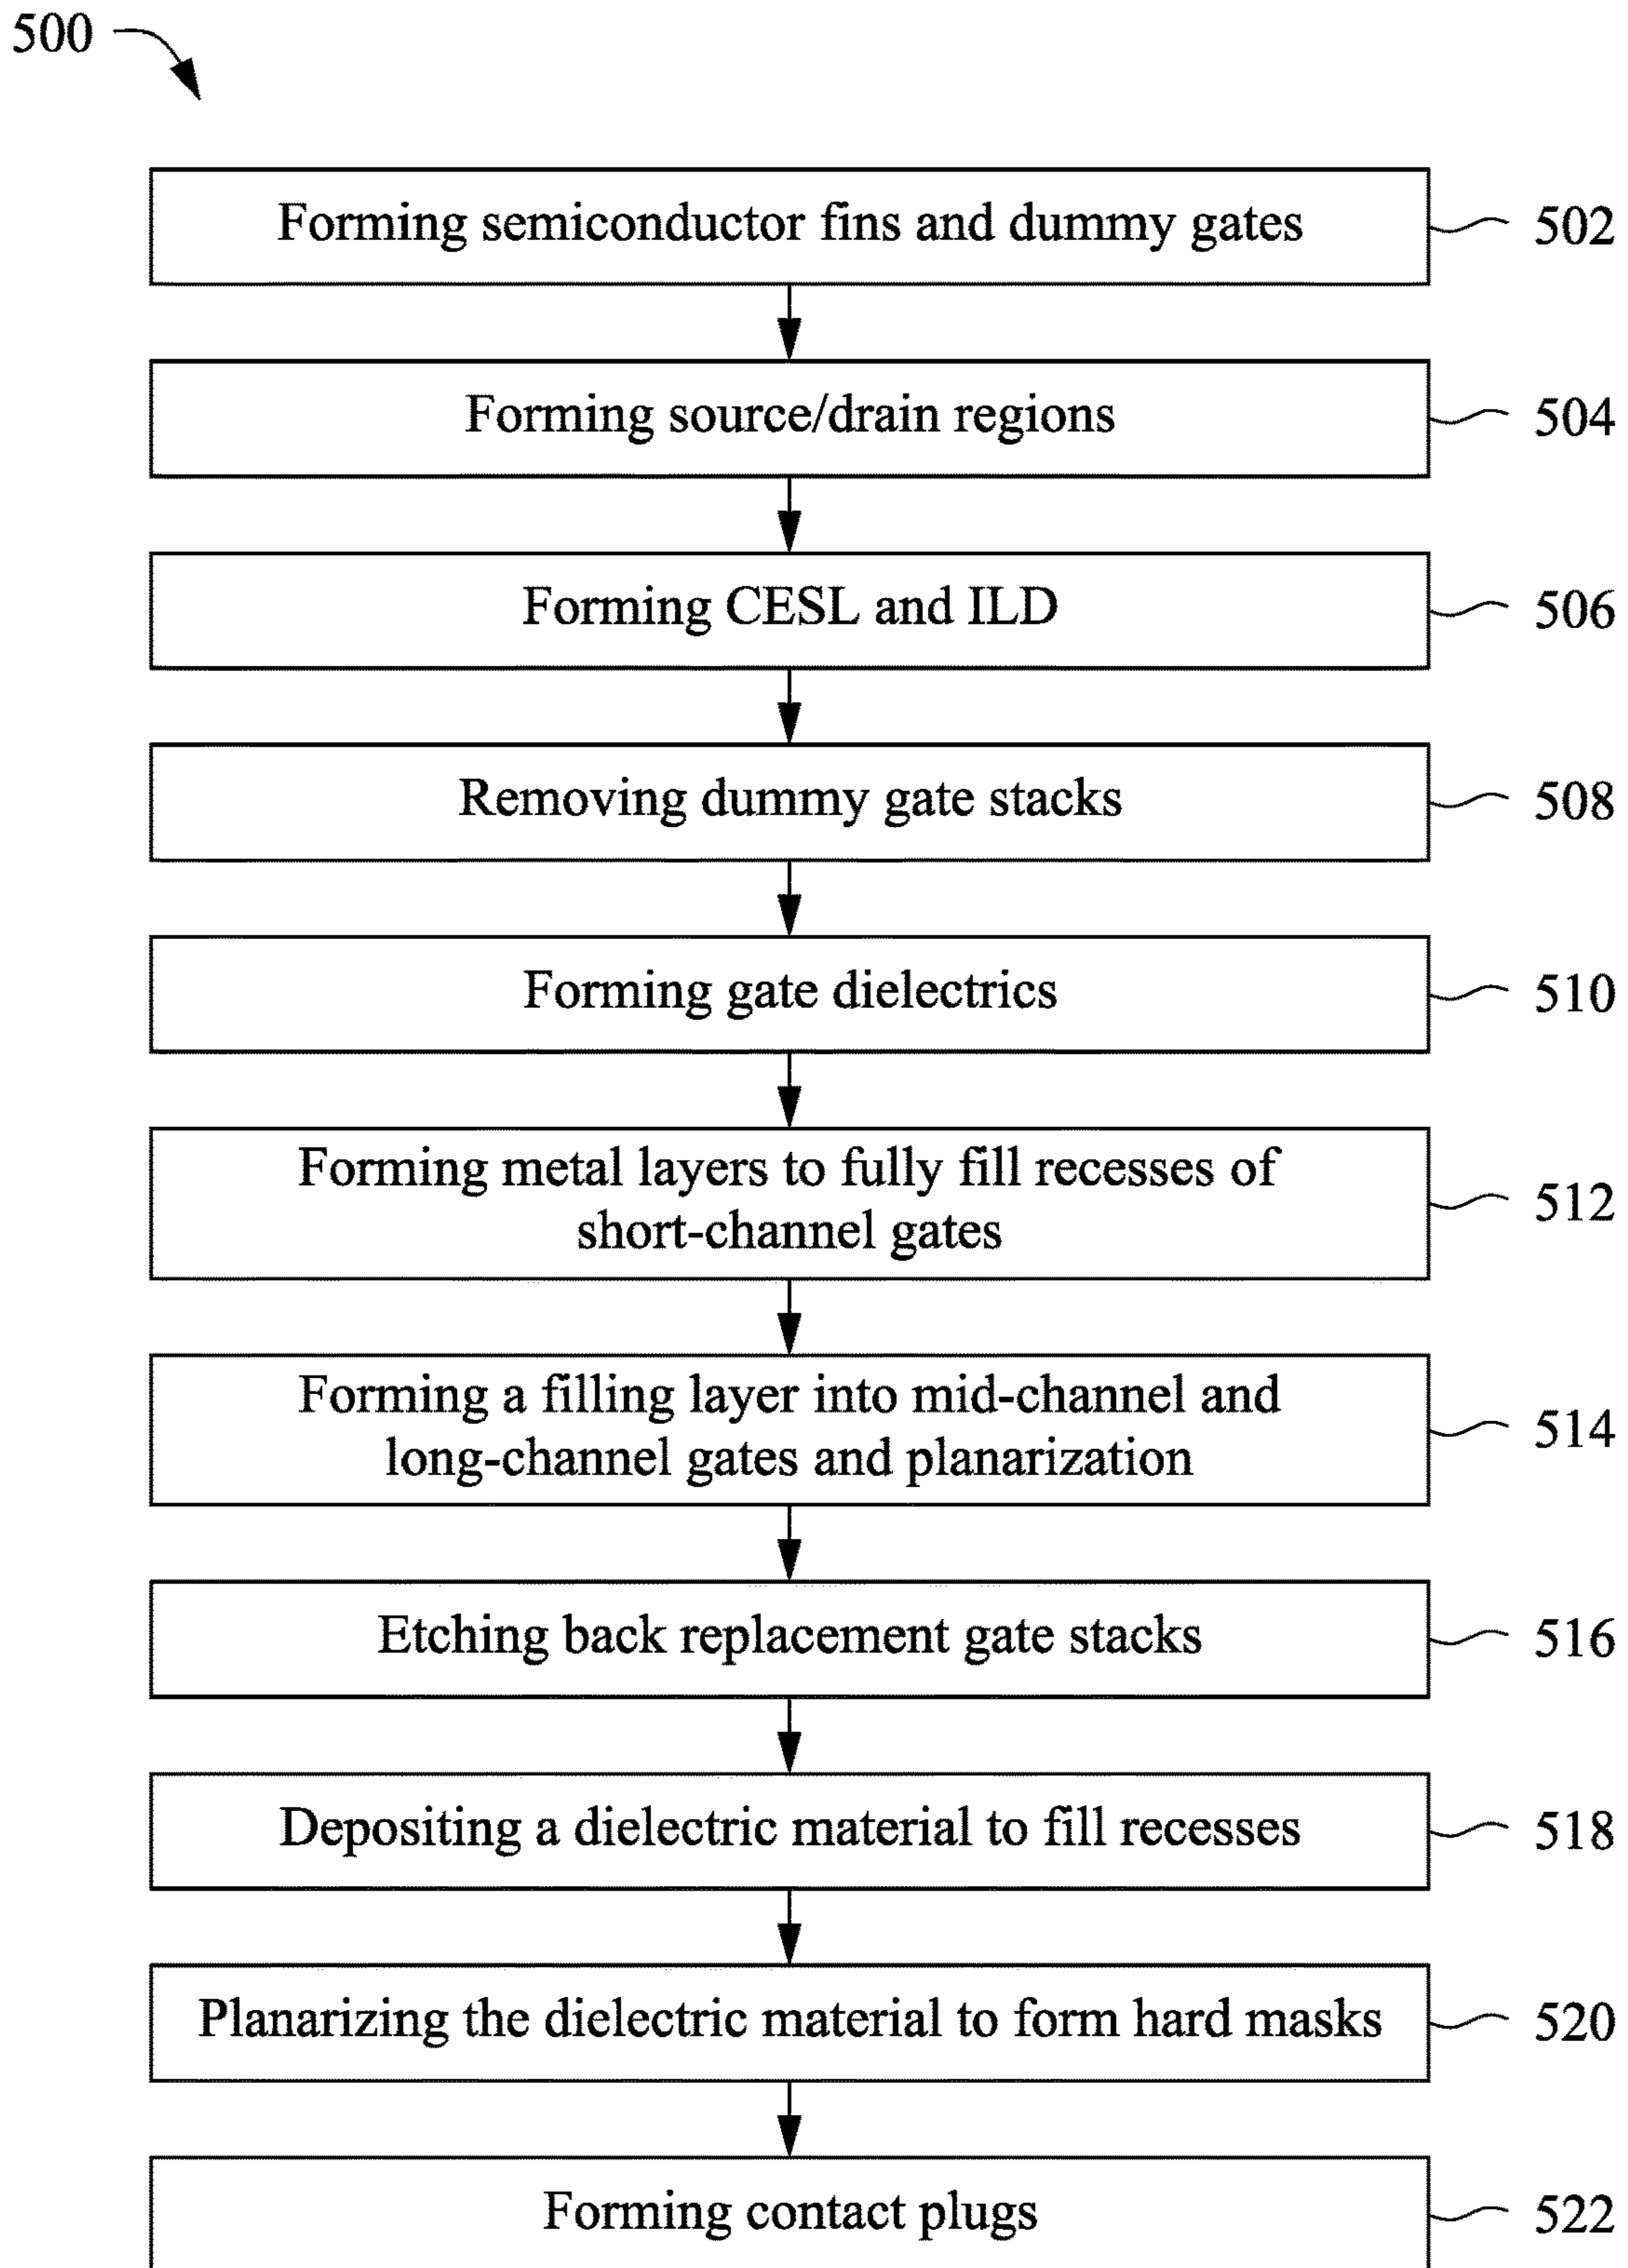 500
Forming semiconductor fins and dummy gates
502
Forming source/drain regions
504
Forming CESL and ILD
506
Removing dummy gate stacks
508
Forming gate dielectrics
510
Forming metal layers to fully fill recesses of
short-channel gates
512
Forming a filling layer into mid-channel and
long-channel gates and planarization
514
Etching back replacement gate stacks
516
Depositing a dielectric material to fill recesses
518
Planarizing the dielectric material to form hard masks
520
Forming contact plugs
522